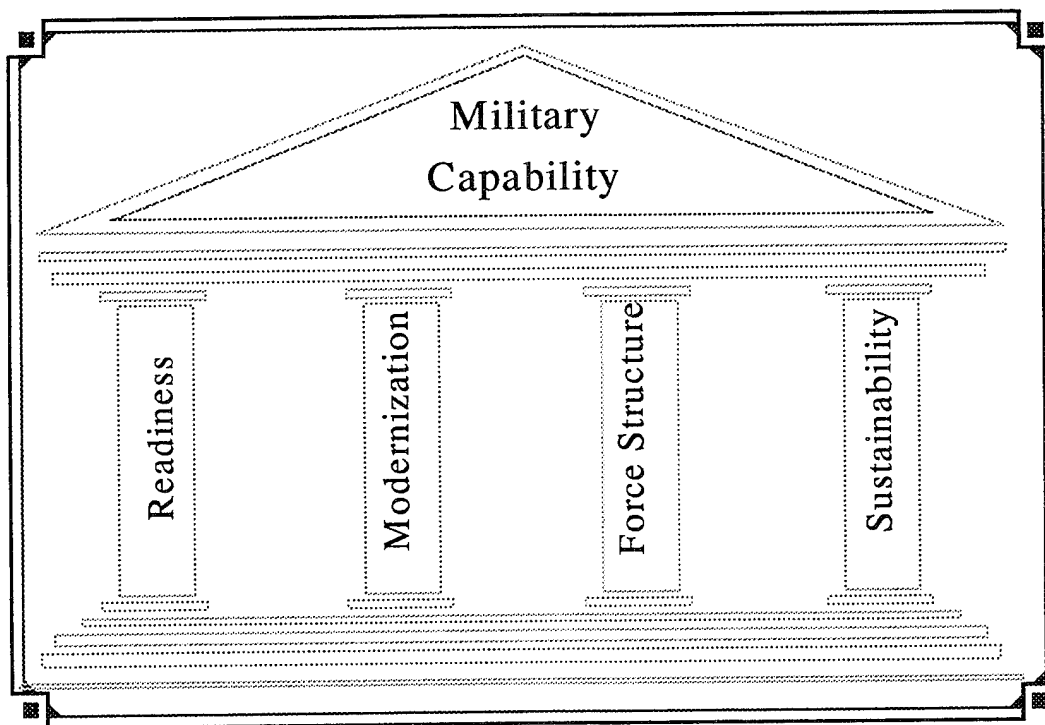 Military
Capability
Readiness
Modernization
Force Structure
Sustainability